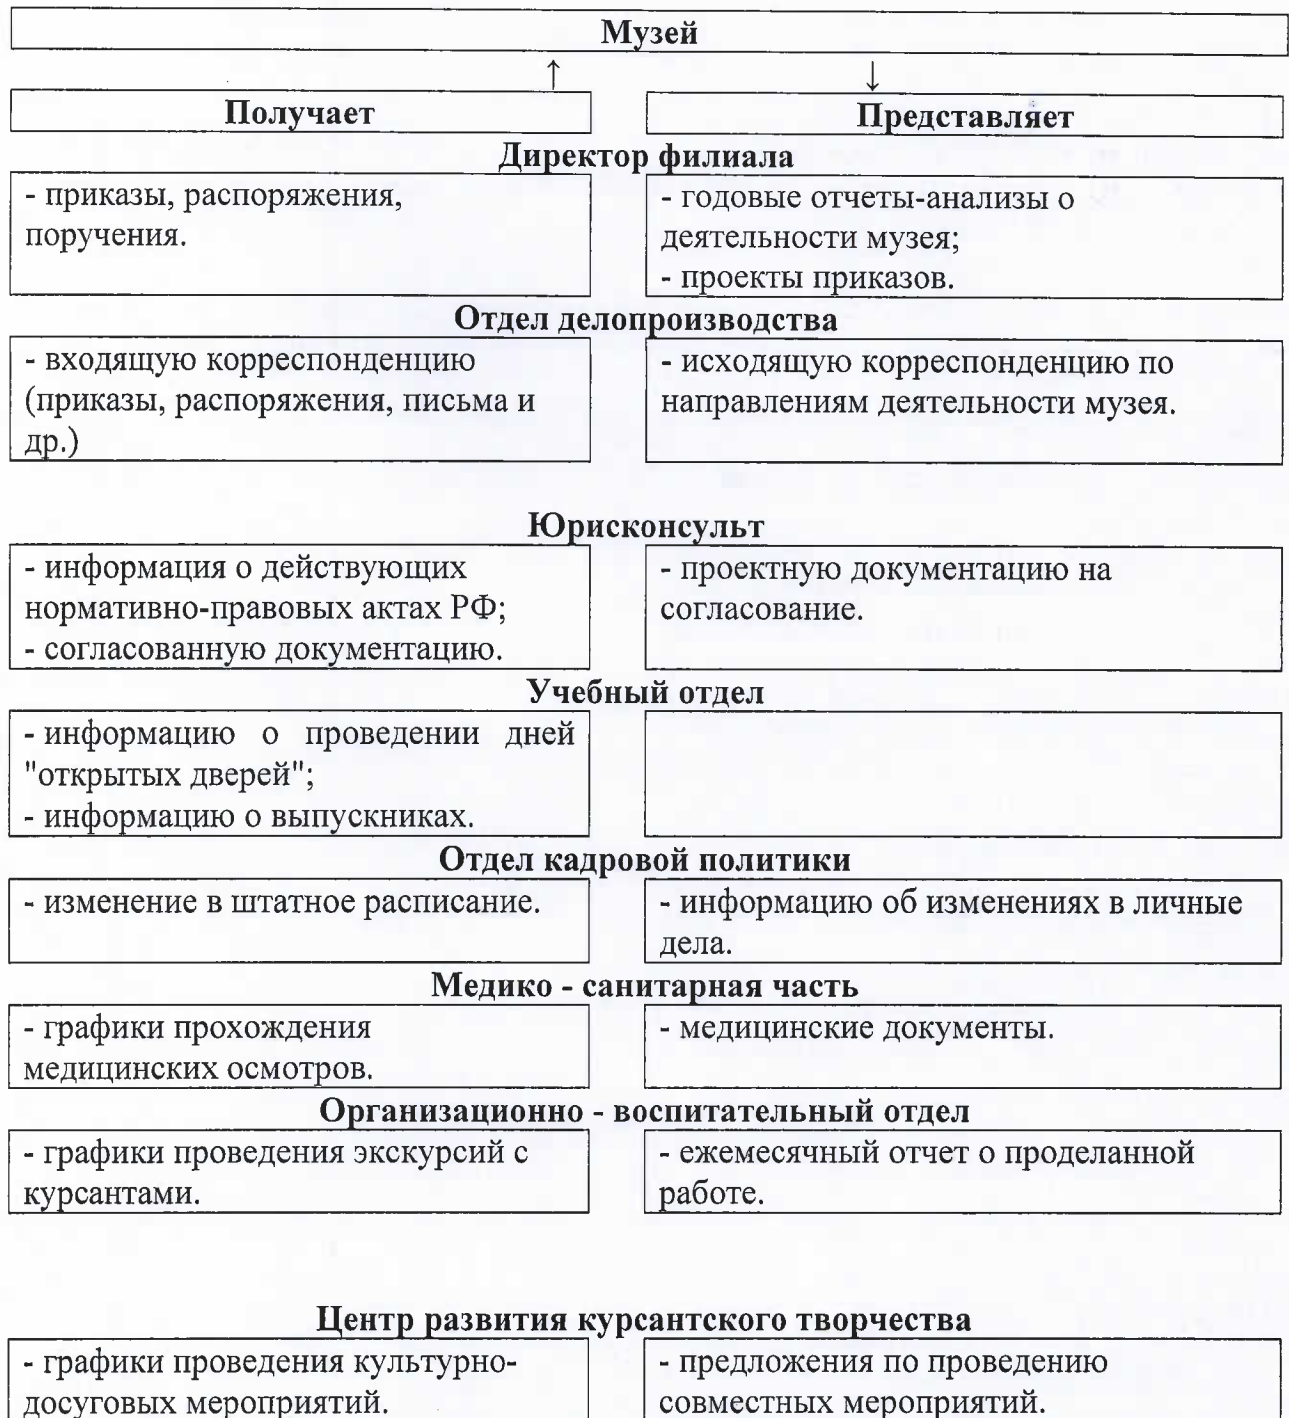 Музей
↑ ↓
Получает
Представляет
Директор филиала
- приказы, распоряжения,
поручения.
- годовые отчеты-анализы о
деятельности музея;
- проекты приказов.
Отдел делопроизводства
- входящую корреспонденцию
(приказы, распоряжения, письма и
др.)
- исходящую корреспонденцию по
направлениям деятельности музея.
Юрисконсульт
- информация о действующих
нормативно-правовых актах РФ;
- согласованную документацию.
- проектную документацию на
согласование.
Учебный отдел
- информацию о проведении дней
"открытых дверей";
- информацию о выпускниках.
Отдел кадровой политики
- изменение в штатное расписание.
- информацию об изменениях в личные
дела.
Медико - санитарная часть
- графики прохождения
медицинских осмотров.
- медицинские документы.
Организационно - воспитательный отдел
- графики проведения экскурсий с
курсантами.
- ежемесячный отчет о проделанной
работе.
Центр развития курсантского творчества
- графики проведения культурно-
досуговых мероприятий.
- предложения по проведению
совместных мероприятий.